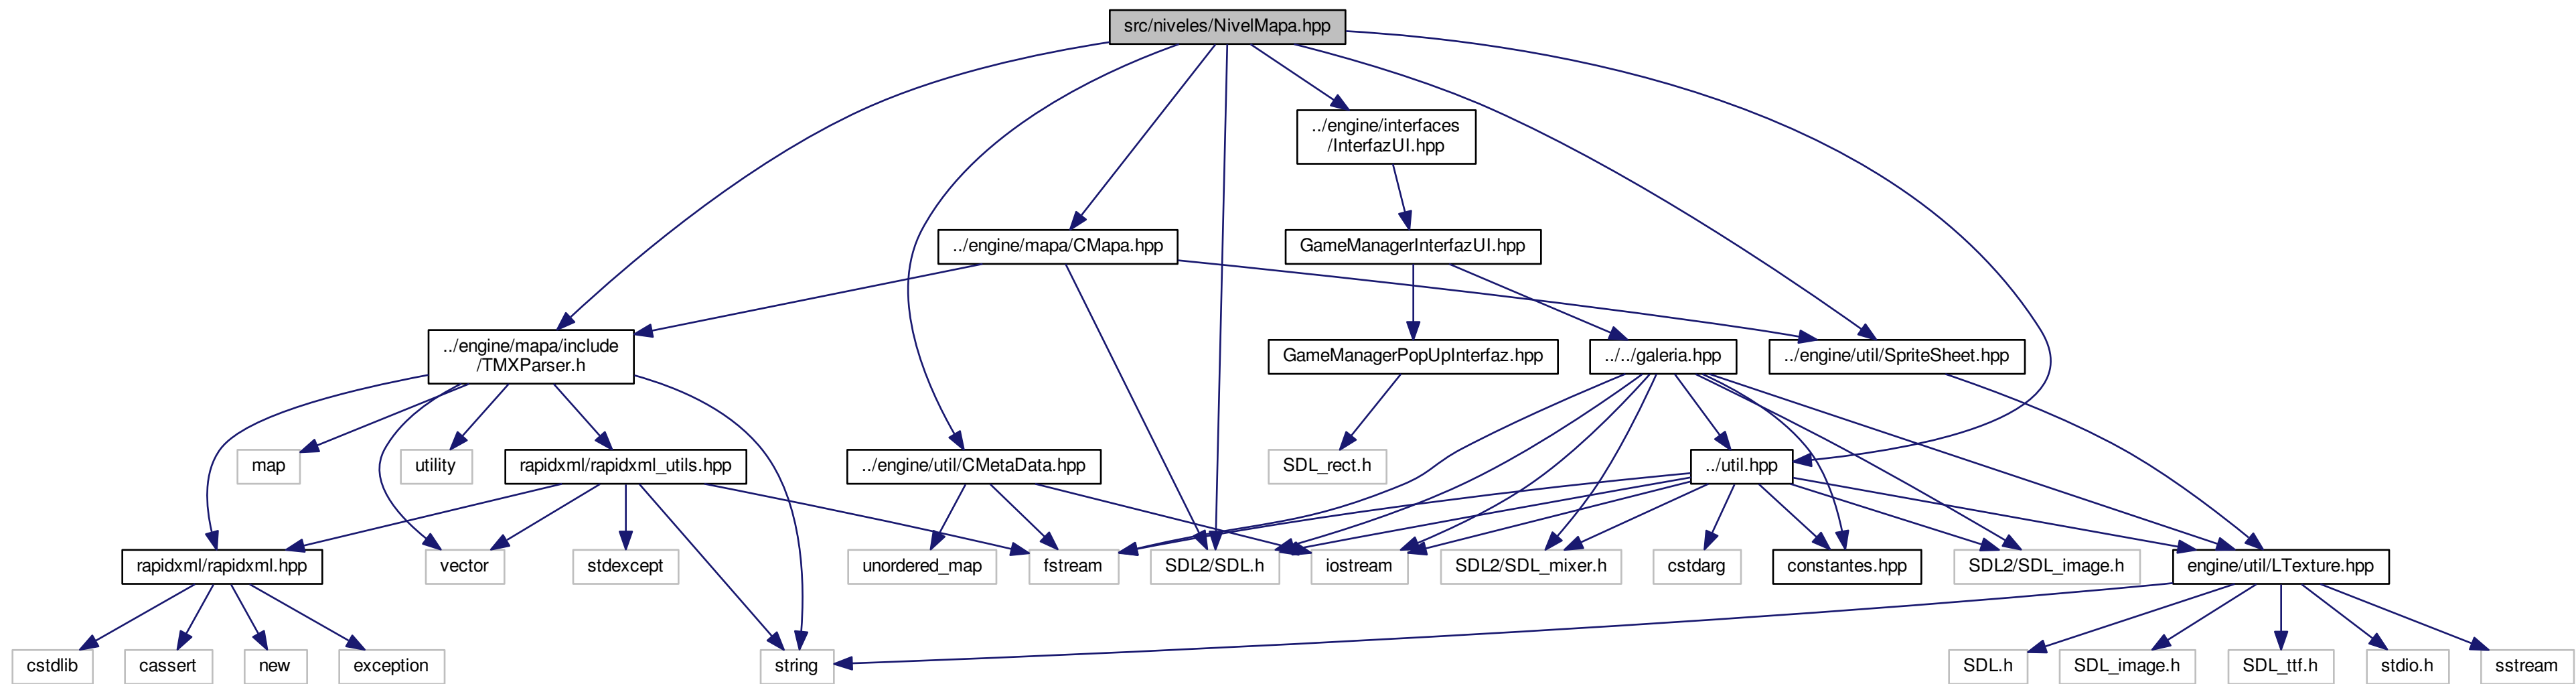 src/niveles/NivelMapa.hpp
../engine/interfaces
/InterfazUI.hpp
../engine/mapa/CMapa.hpp
GameManagerInterfazUI.hpp
../engine/mapa/include
/TMXParser.h
GameManagerPopUpInterfaz.hpp
../../galeria.hpp
../engine/util/SpriteSheet.hpp
map
utility
rapidxml/rapidxml_utils.hpp
../engine/util/CMetaData.hpp
SDL_rect.h
../util.hpp
rapidxml/rapidxml.hpp
vector
stdexcept
unordered_map
fstream
SDL2/SDL.h
iostream
SDL2/SDL_mixer.h
cstdarg
constantes.hpp
SDL2/SDL_image.h
engine/util/LTexture.hpp
cstdlib
cassert
new
exception
string
SDL.h
SDL_image.h
SDL_ttf.h
stdio.h
sstream